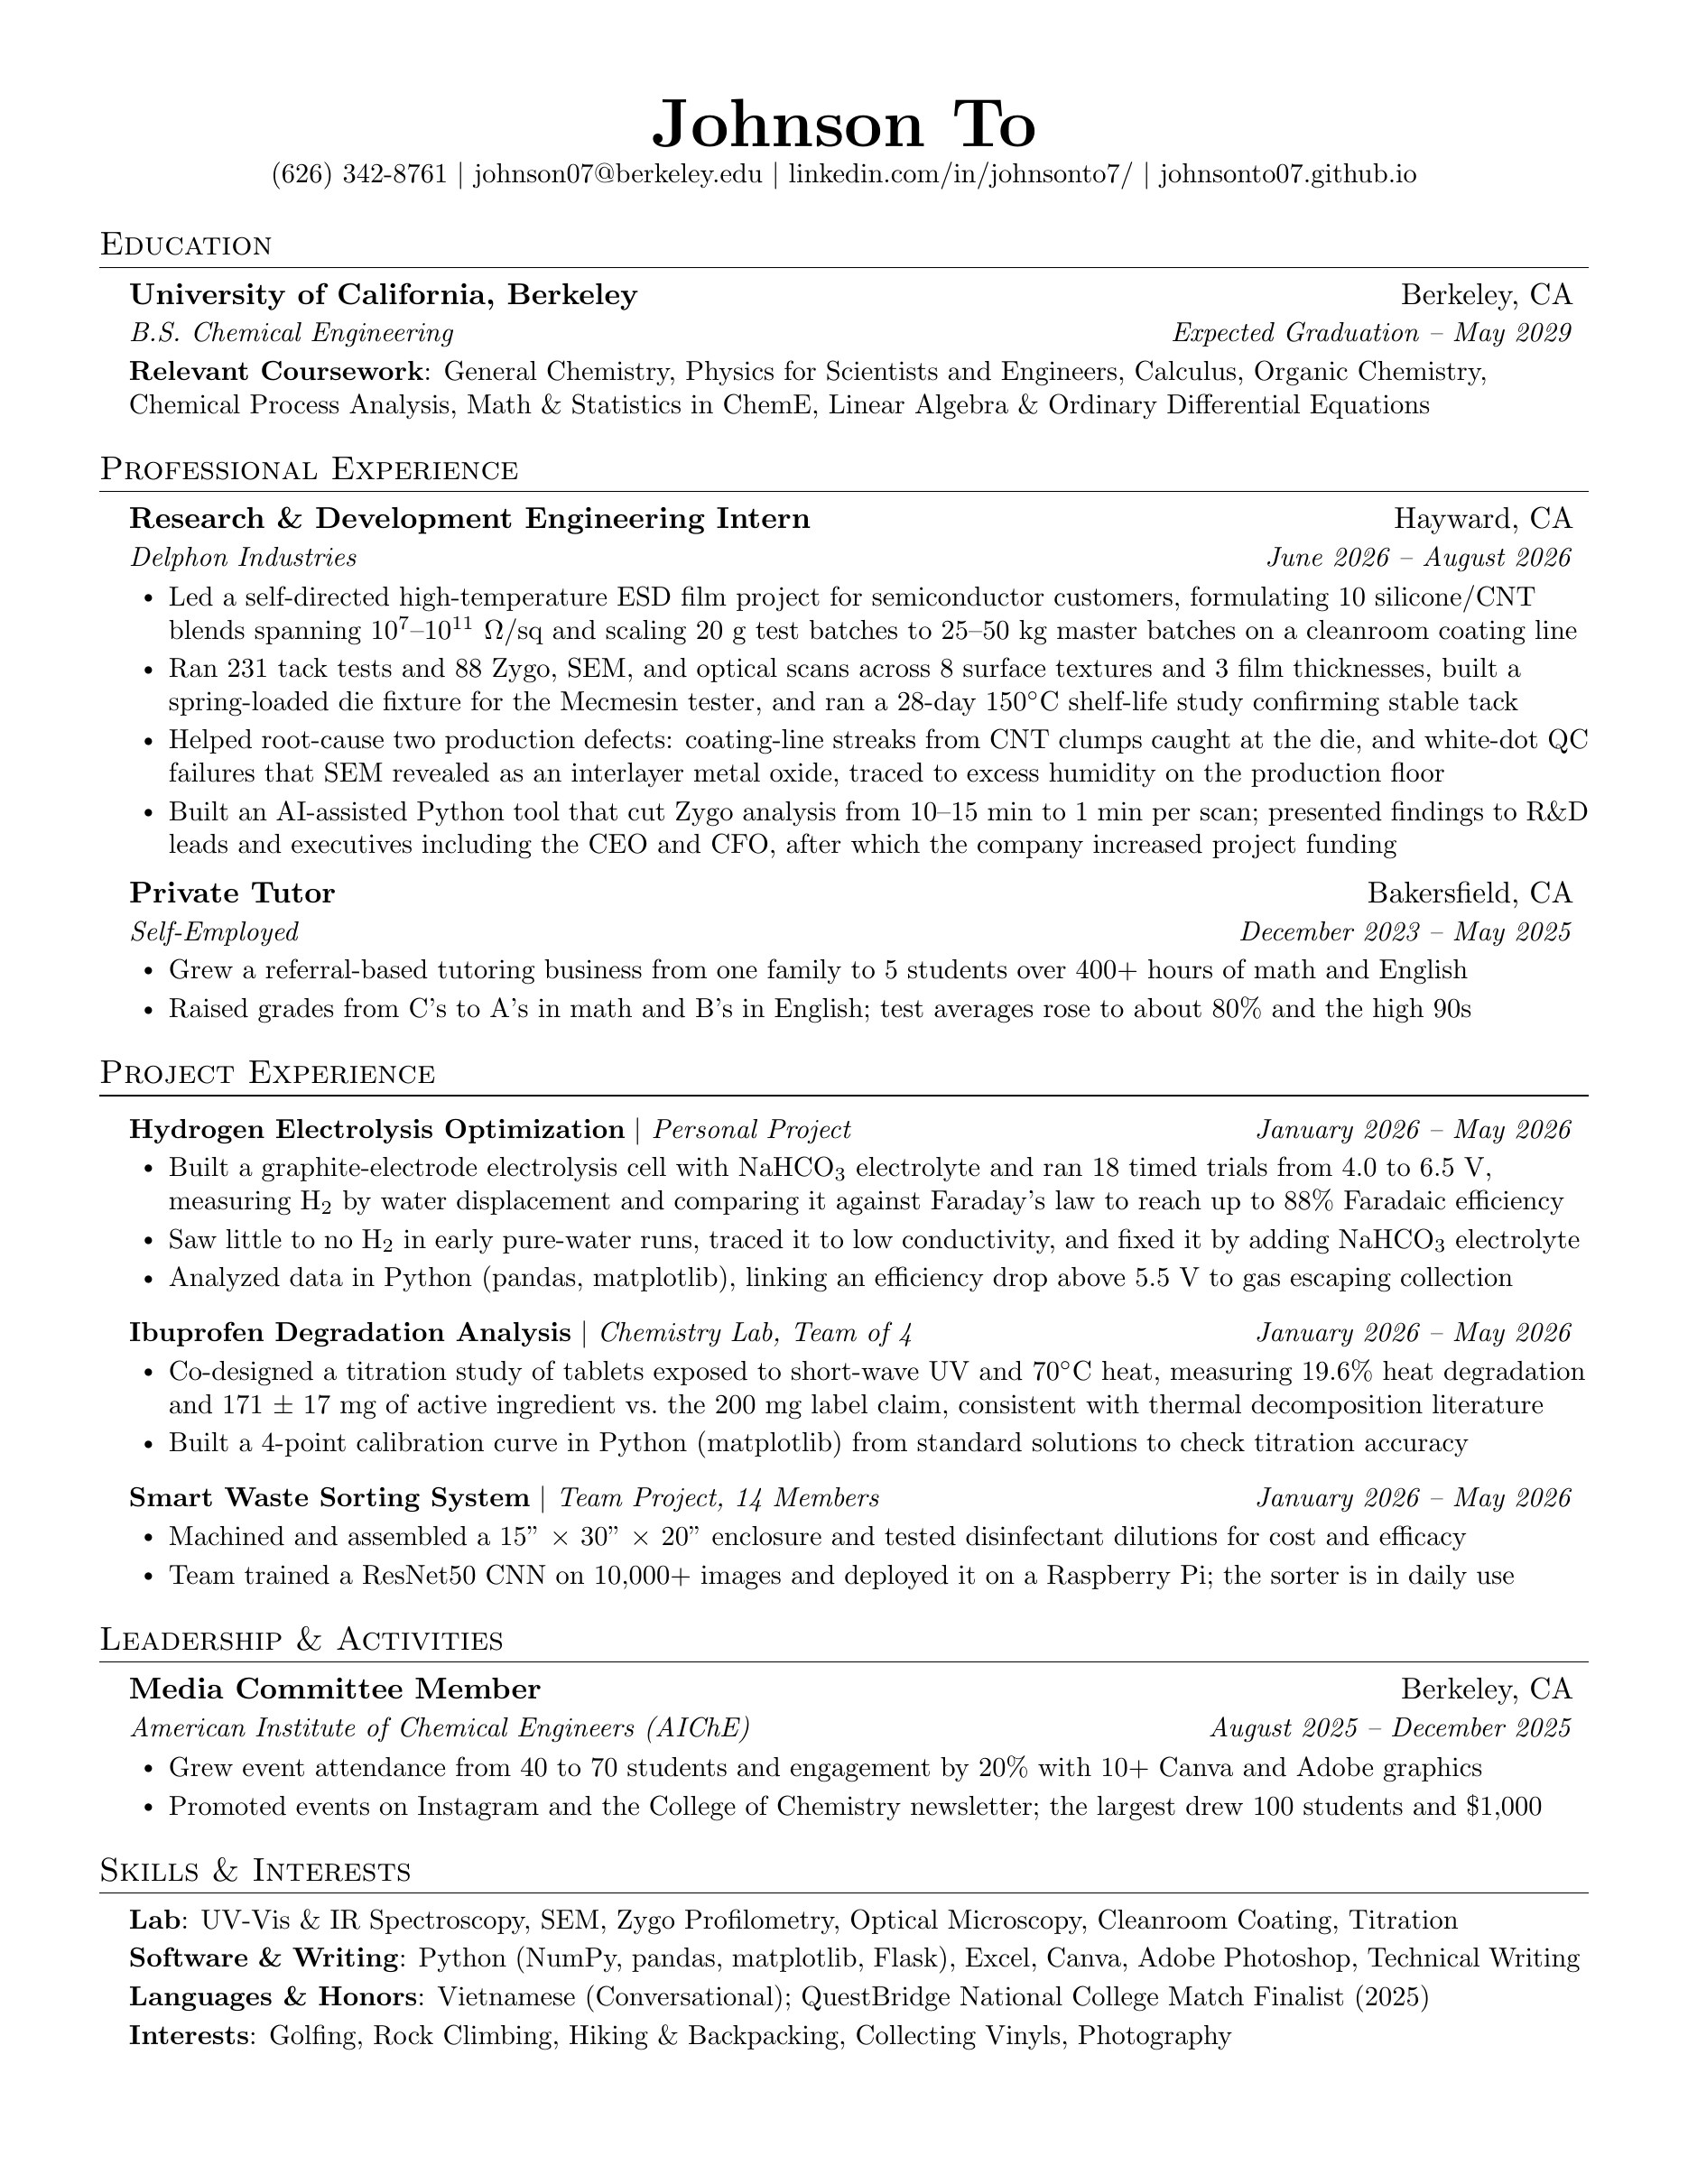 Johnson To
(626) 342-8761 | johnson07@berkeley.edu | linkedin.com/in/johnsonto7/ | johnsonto07.github.io
Education
University of California, Berkeley Berkeley, CA
B.S. Chemical Engineering Expected Graduation – May 2029
Relevant Coursework: General Chemistry, Physics for Scientists and Engineers, Calculus, Organic Chemistry,
Chemical Process Analysis, Math & Statistics in ChemE, Linear Algebra & Ordinary Differential Equations
Professional Experience
Research & Development Engineering Intern Hayward, CA
Delphon Industries June 2026 – August 2026
• Led a self-directed high-temperature ESD film project for semiconductor customers, formulating 10 silicone/CNT
blends spanning 10⁷–10¹¹ Ω/sq and scaling 20 g test batches to 25–50 kg master batches on a cleanroom coating line
• Ran 231 tack tests and 88 Zygo, SEM, and optical scans across 8 surface textures and 3 film thicknesses, built a
spring-loaded die fixture for the Mecmesin tester, and ran a 28-day 150°C shelf-life study confirming stable tack
• Helped root-cause two production defects: coating-line streaks from CNT clumps caught at the die, and white-dot QC
failures that SEM revealed as an interlayer metal oxide, traced to excess humidity on the production floor
• Built an AI-assisted Python tool that cut Zygo analysis from 10–15 min to 1 min per scan; presented findings to R&D
leads and executives including the CEO and CFO, after which the company increased project funding
Private Tutor Bakersfield, CA
Self-Employed December 2023 – May 2025
• Grew a referral-based tutoring business from one family to 5 students over 400+ hours of math and English
• Raised grades from C's to A's in math and B's in English; test averages rose to about 80% and the high 90s
Project Experience
Hydrogen Electrolysis Optimization | Personal Project January 2026 – May 2026
• Built a graphite-electrode electrolysis cell with NaHCO₃ electrolyte and ran 18 timed trials from 4.0 to 6.5 V,
measuring H₂ by water displacement and comparing it against Faraday's law to reach up to 88% Faradaic efficiency
• Saw little to no H₂ in early pure-water runs, traced it to low conductivity, and fixed it by adding NaHCO₃ electrolyte
• Analyzed data in Python (pandas, matplotlib), linking an efficiency drop above 5.5 V to gas escaping collection
Ibuprofen Degradation Analysis | Chemistry Lab, Team of 4 January 2026 – May 2026
• Co-designed a titration study of tablets exposed to short-wave UV and 70°C heat, measuring 19.6% heat degradation
and 171 ± 17 mg of active ingredient vs. the 200 mg label claim, consistent with thermal decomposition literature
• Built a 4-point calibration curve in Python (matplotlib) from standard solutions to check titration accuracy
Smart Waste Sorting System | Team Project, 14 Members January 2026 – May 2026
• Machined and assembled a 15” × 30” × 20” enclosure and tested disinfectant dilutions for cost and efficacy
• Team trained a ResNet50 CNN on 10,000+ images and deployed it on a Raspberry Pi; the sorter is in daily use
Leadership & Activities
Media Committee Member Berkeley, CA
American Institute of Chemical Engineers (AIChE) August 2025 – December 2025
• Grew event attendance from 40 to 70 students and engagement by 20% with 10+ Canva and Adobe graphics
• Promoted events on Instagram and the College of Chemistry newsletter; the largest drew 100 students and $1,000
Skills & Interests
Lab: UV-Vis & IR Spectroscopy, SEM, Zygo Profilometry, Optical Microscopy, Cleanroom Coating, Titration
Software & Writing: Python (NumPy, pandas, matplotlib, Flask), Excel, Canva, Adobe Photoshop, Technical Writing
Languages & Honors: Vietnamese (Conversational); QuestBridge National College Match Finalist (2025)
Interests: Golfing, Rock Climbing, Hiking & Backpacking, Collecting Vinyls, Photography